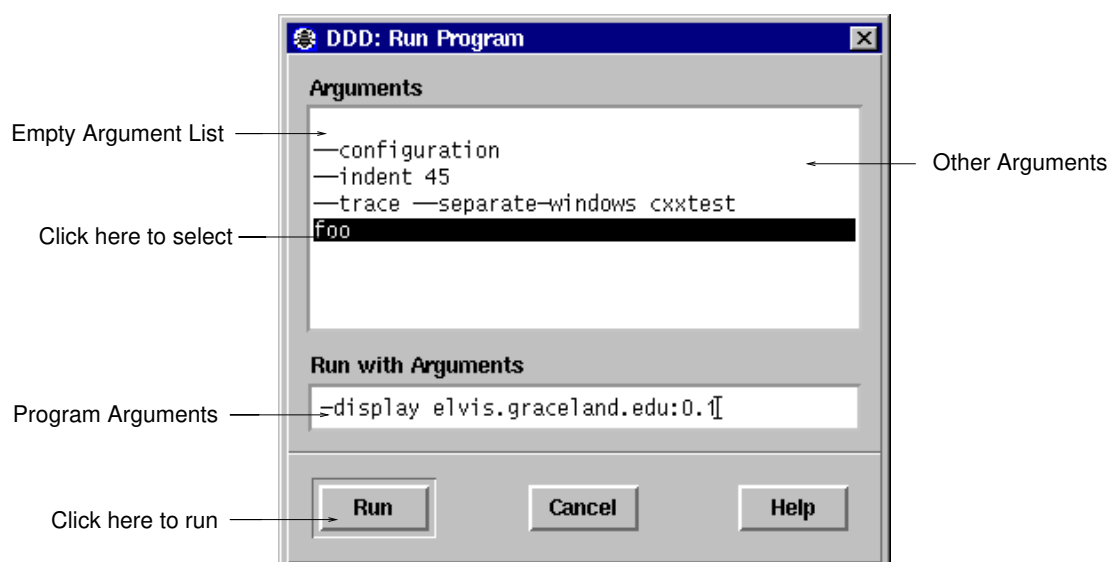 DDD: Run Program
Arguments
Empty Argument List
--configuration
Other Arguments
--indent 45
--trace --separate-windows cxxtest
Click here to select
foo
Run with Arguments
Program Arguments
-display elvis.graceland.edu:0.1
Click here to run
Run
Cancel
Help